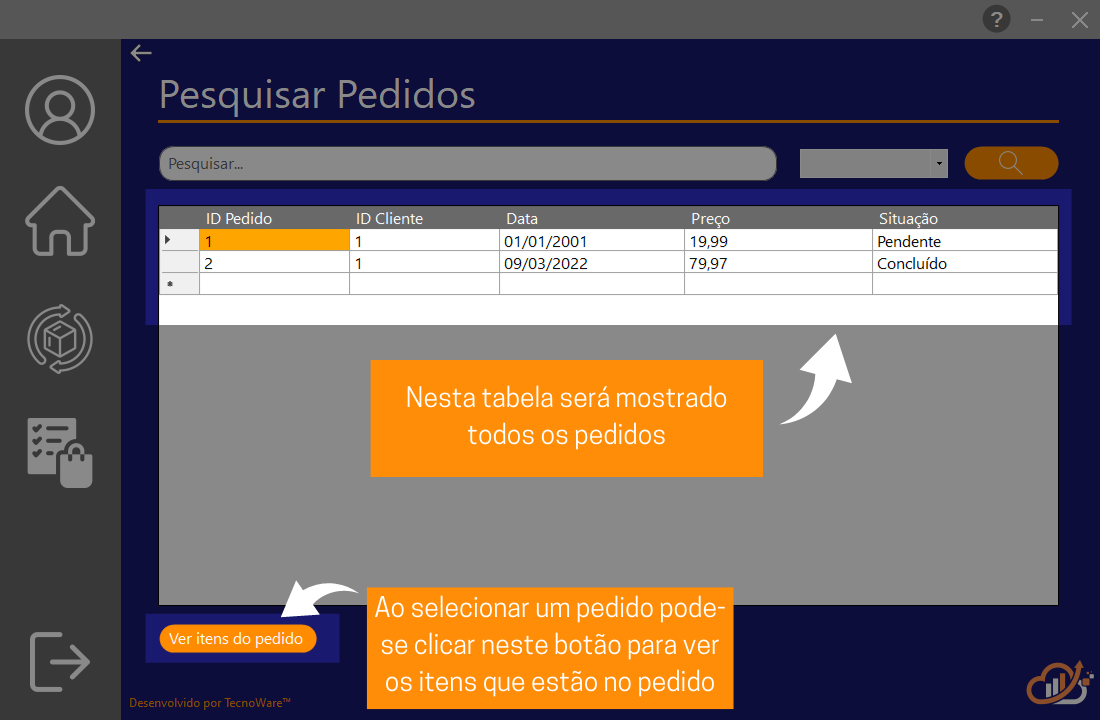 ?
Pesquisar Pedidos
Pesquisar...
ID Pedido ID Cliente Data Preço Situação
1 1 01/01/2001 19,99 Pendente
2 1 09/03/2022 79,97 Concluído
*
Nesta tabela será mostrado
todos os pedidos
Ao selecionar um pedido pode-
se clicar neste botão para ver
os itens que estão no pedido
Ver itens do pedido
Desenvolvido por TecnoWare™